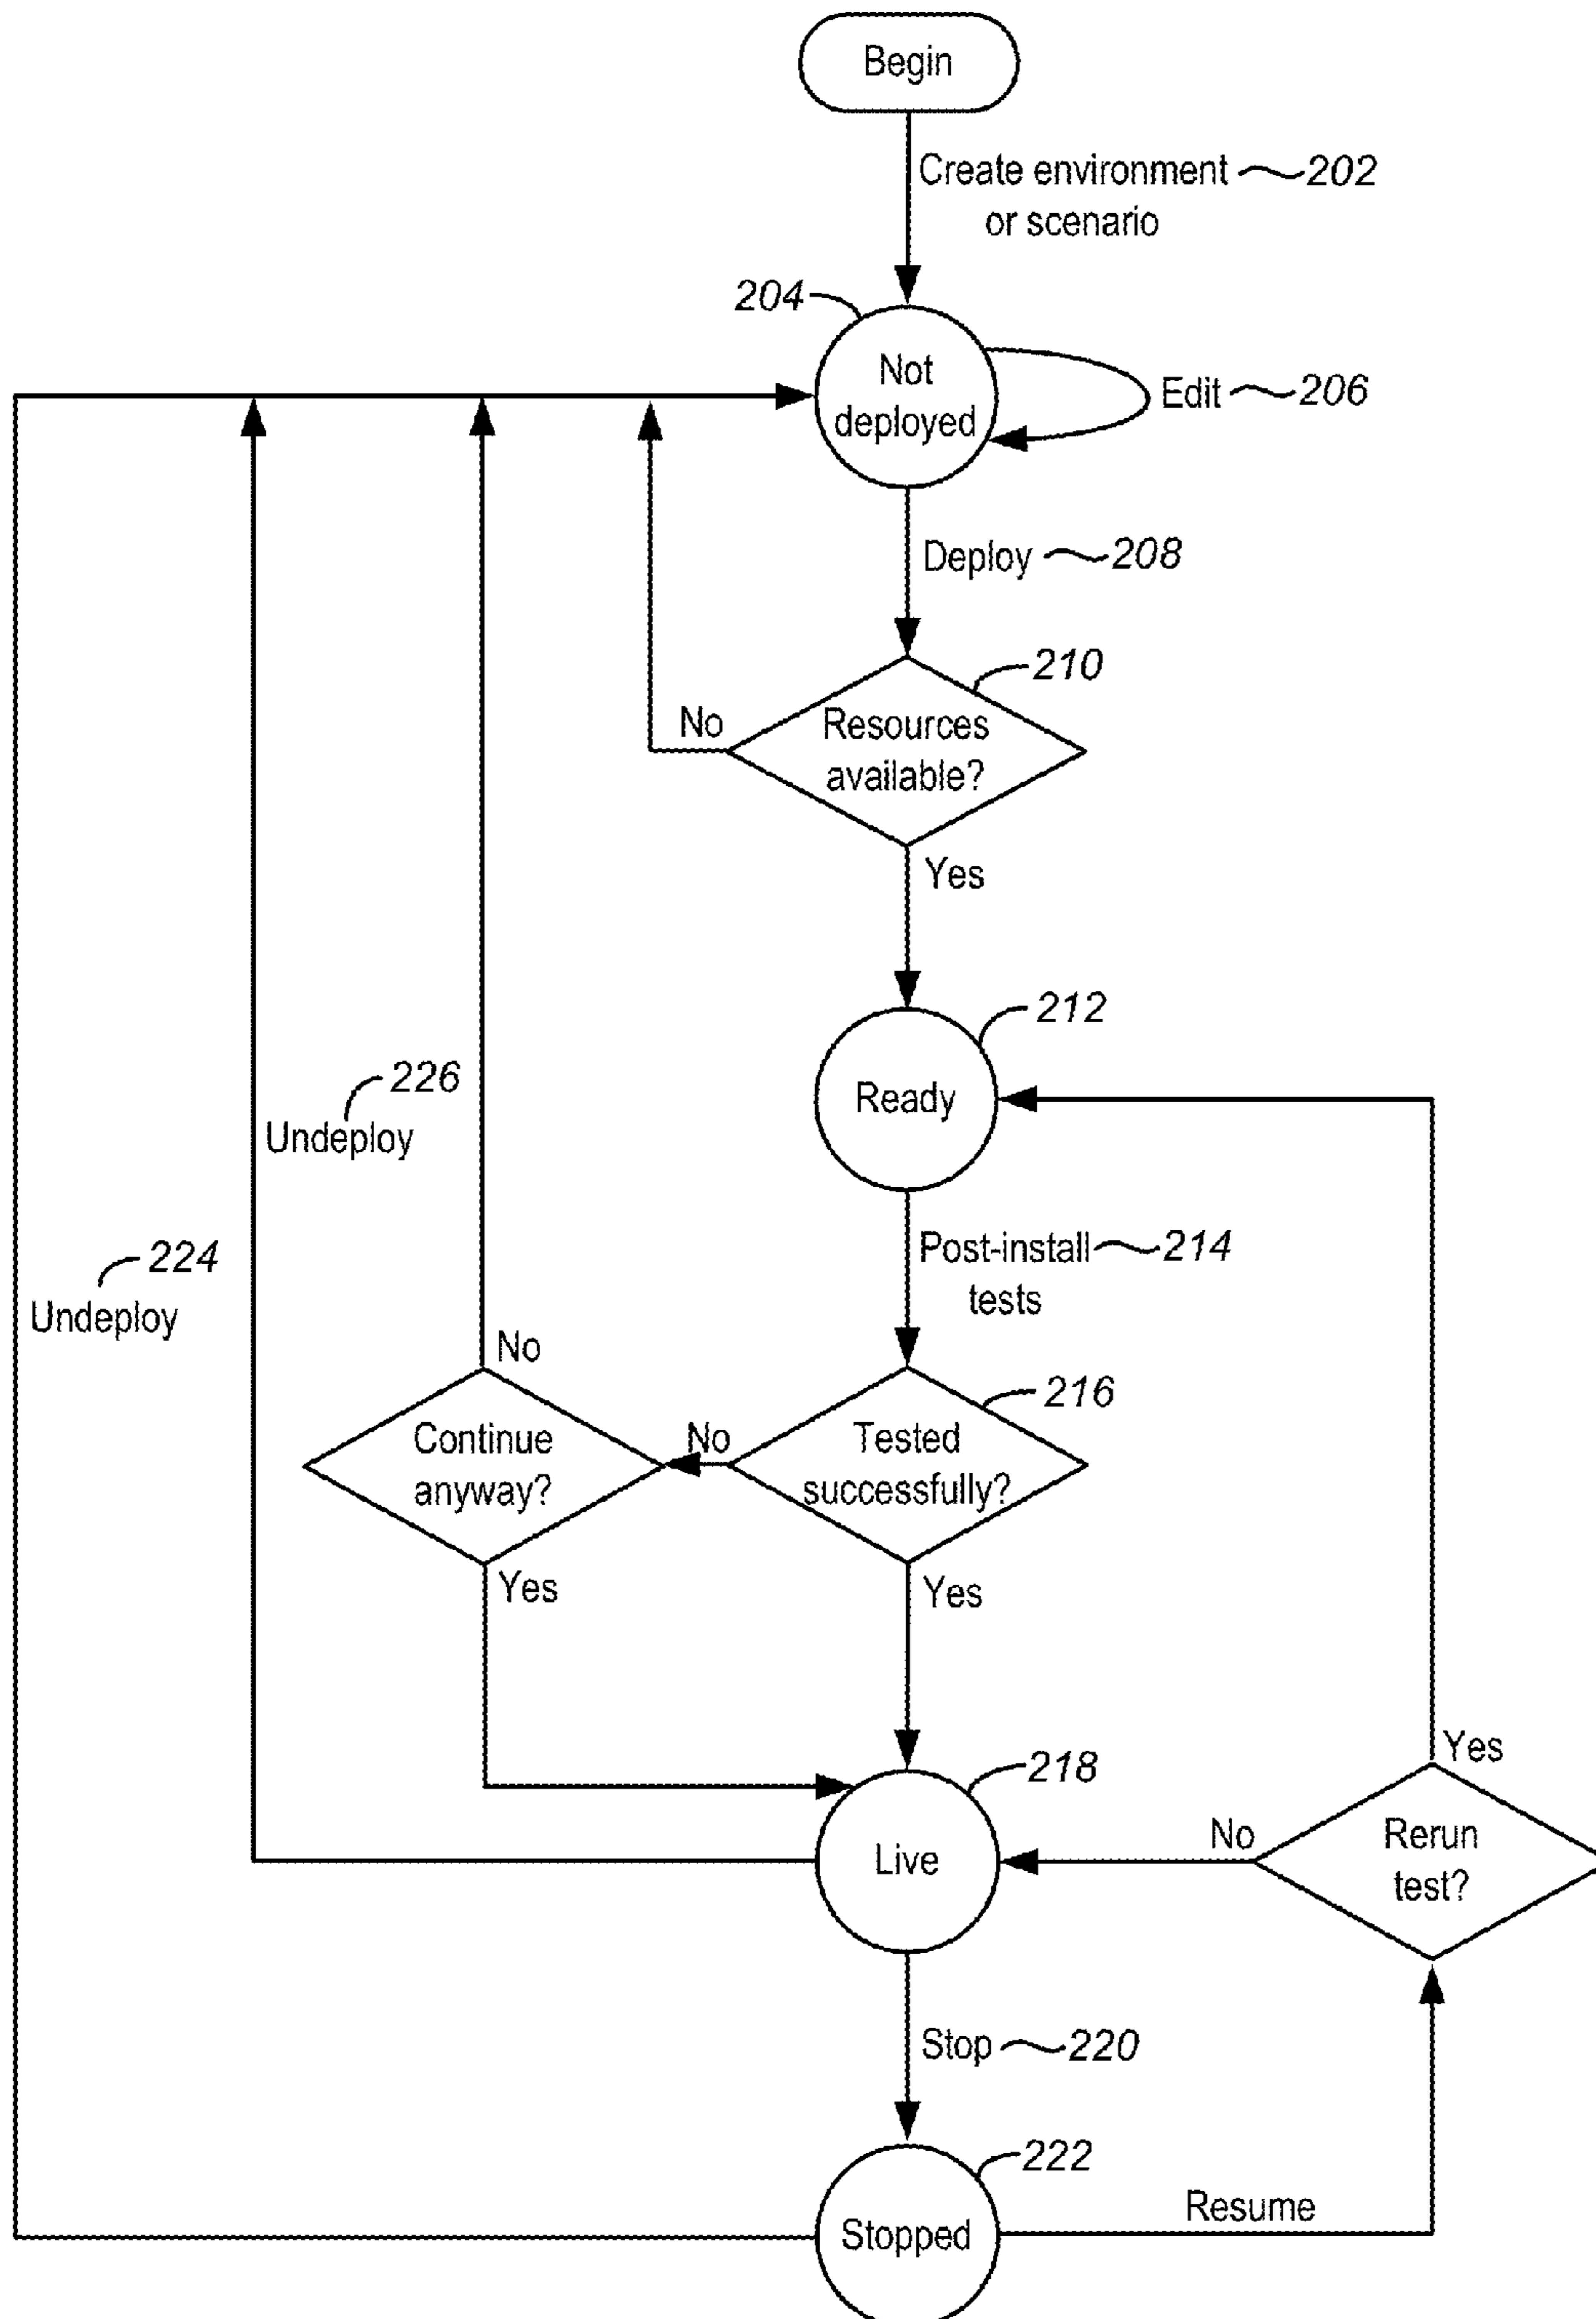 Begin
Create environment 202
or scenario
204
Not
deployed
Edit 206
Deploy 208
210
No
Resources
available?
Yes
212
Ready
226
Undeploy
Post-install 214
tests
224
Undeploy
No
216
Continue
anyway?
No
Tested
successfully?
Yes
Yes
218
Yes
Live
No
Rerun
test?
Stop 220
222
Resume
Stopped